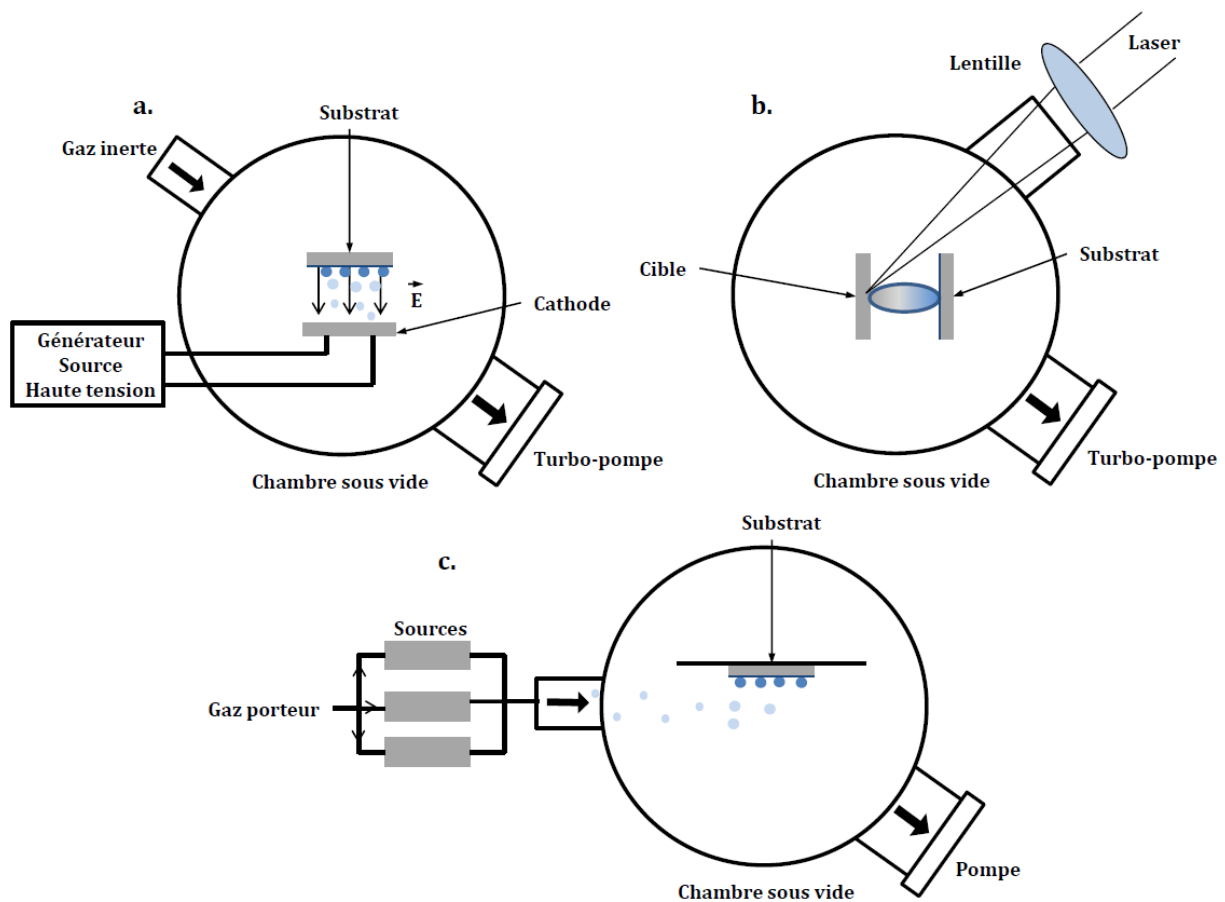 a.
Substrat
Gaz inerte
E
Cathode
Générateur
Source
Haute tension
Turbo-pompe
Chambre sous vide
b.
Lentille
Laser
Cible
Substrat
Turbo-pompe
Chambre sous vide
c.
Substrat
Sources
Gaz porteur
Pompe
Chambre sous vide